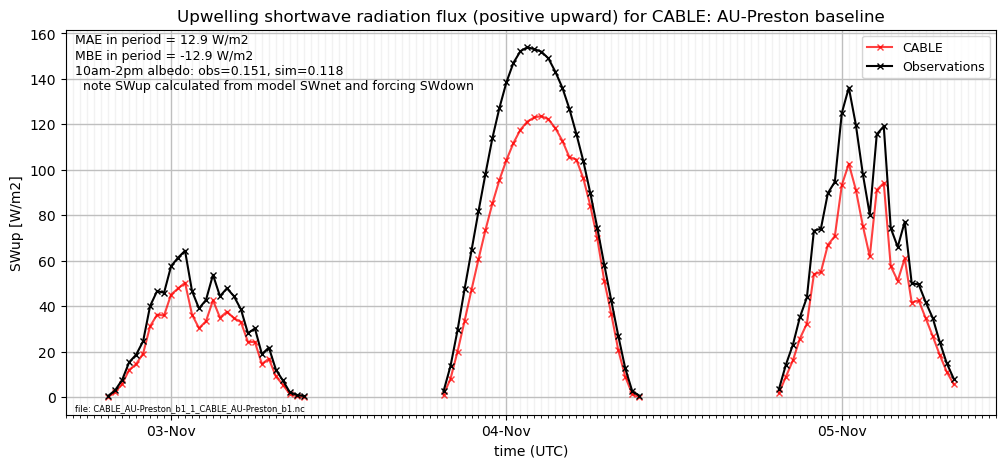 Upwelling shortwave radiation flux (positive upward) for CABLE: AU-Preston baseline
MAE in period = 12.9 W/m2
MBE in period = -12.9 W/m2
10am-2pm albedo: obs=0.151, sim=0.118
note SWup calculated from model SWnet and forcing SWdown
CABLE
Observations
SWup [W/m2]
160
140
120
100
80
60
40
20
0
file: CABLE_AU-Preston_b1_1_CABLE_AU-Preston_b1.nc
03-Nov
04-Nov
05-Nov
time (UTC)